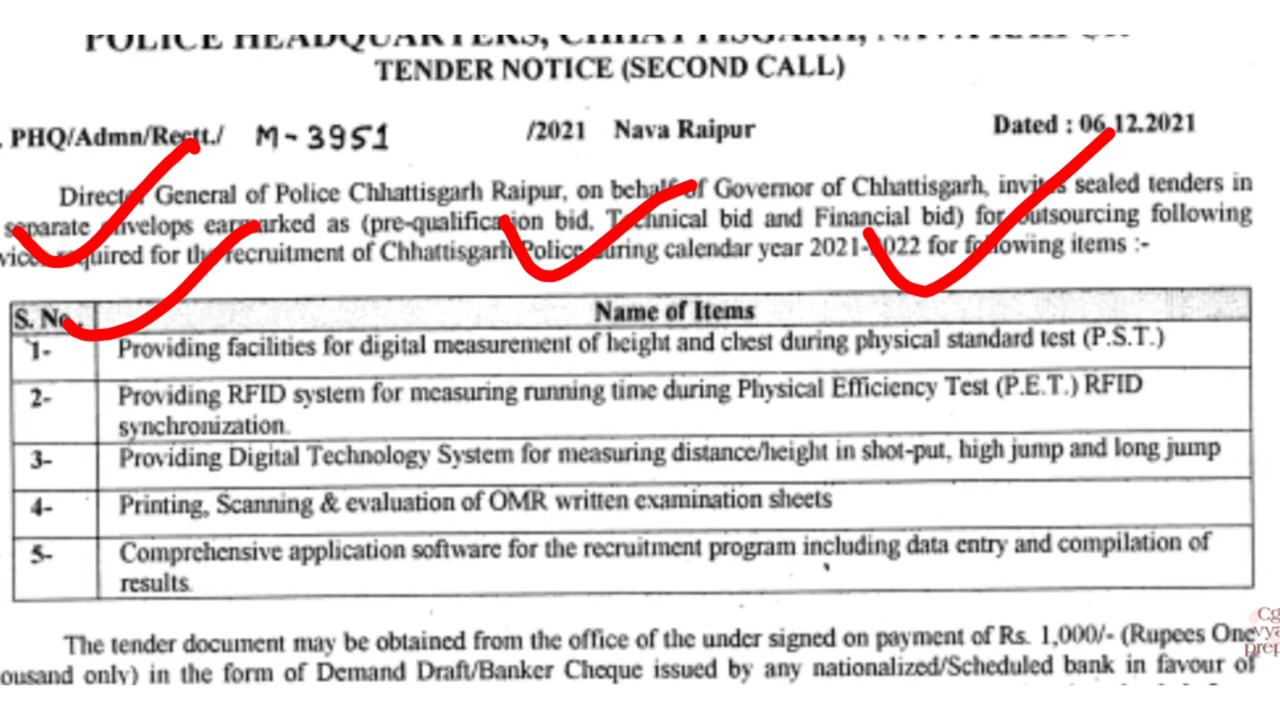 POLICE HEADQUARTERS, CHHATTISGARH, NAVA RAIPUR
TENDER NOTICE (SECOND CALL)
. PHQ/Admn/Rectt./ M-3951 /2021 Nava Raipur Dated : 06.12.2021
Director General of Police Chhattisgarh Raipur, on behalf of Governor of Chhattisgarh, invites sealed tenders in
separate envelops earmarked as (pre-qualification bid, Technical bid and Financial bid) for outsourcing following
required for the recruitment of Chhattisgarh Police during calendar year 2021-2022 for following items :-
S. No. Name of Items
1- Providing facilities for digital measurement of height and chest during physical standard test (P.S.T.)
2- Providing RFID system for measuring running time during Physical Efficiency Test (P.E.T.) RFID
synchronization.
3- Providing Digital Technology System for measuring distance/height in shot-put, high jump and long jump
4- Printing, Scanning & evaluation of OMR written examination sheets
5- Comprehensive application software for the recruitment program including data entry and compilation of
results.
The tender document may be obtained from the office of the under signed on payment of Rs. 1,000/- (Rupees One
ousand only) in the form of Demand Draft/Banker Cheque issued by any nationalized/Scheduled bank in favour of
Cg
vya
prep